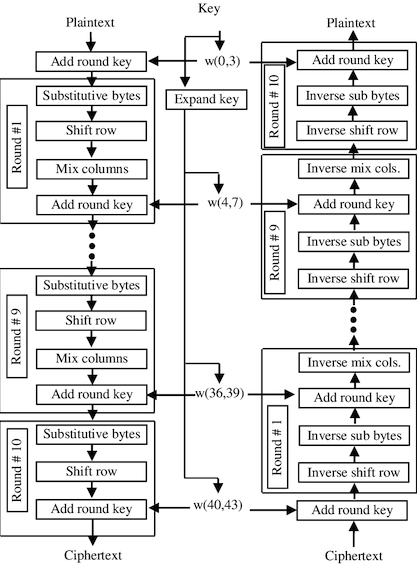 Plaintext
Add round key
Round #1
Substitutive bytes
Shift row
Mix columns
Add round key
Round # 9
Substitutive bytes
Shift row
Mix columns
Add round key
Round # 10
Substitutive bytes
Shift row
Add round key
Ciphertext
Key
w(0,3)
Expand key
w(4,7)
w(36,39)
w(40,43)
Plaintext
Round # 10
Add round key
Inverse sub bytes
Inverse shift row
Round # 9
Inverse mix cols.
Add round key
Inverse sub bytes
Inverse shift row
Round # 1
Inverse mix cols.
Add round key
Inverse sub bytes
Inverse shift row
Add round key
Ciphertext